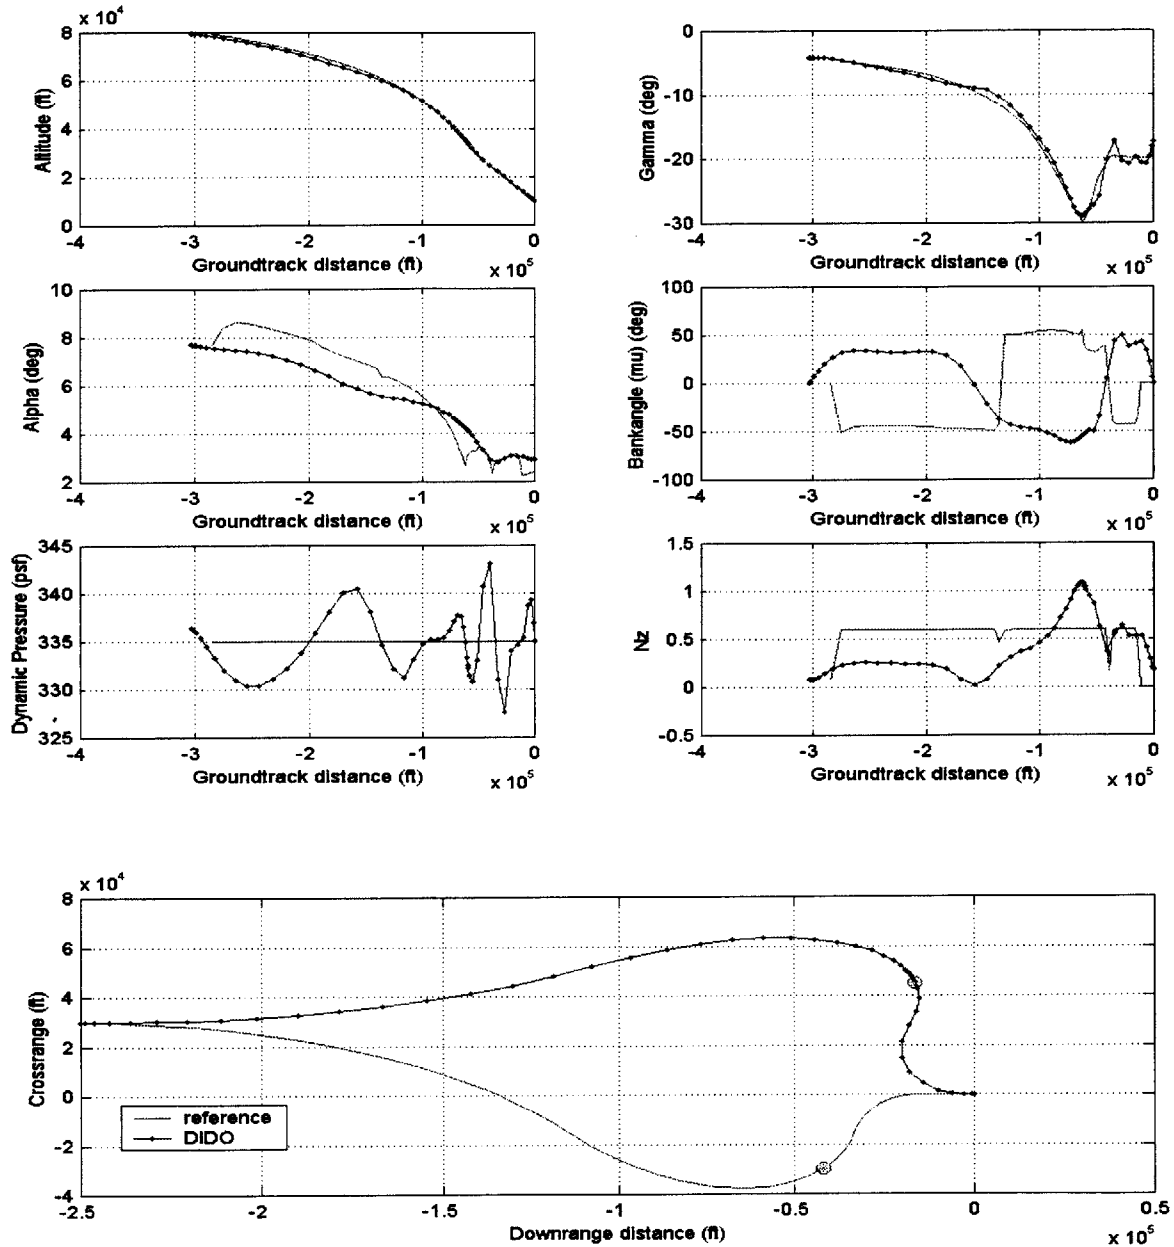 x 10^4
8
6
4
2
0
Altitude (ft)
-4 -3 -2 -1 0
Groundtrack distance (ft)
x 10^5
0
-10
-20
-30
Gamma (deg)
-4 -3 -2 -1 0
Groundtrack distance (ft)
x 10^5
10
8
6
4
2
Alpha (deg)
-4 -3 -2 -1 0
Groundtrack distance (ft)
x 10^5
100
50
0
-50
-100
Bankangle (mu) (deg)
-4 -3 -2 -1 0
Groundtrack distance (ft)
x 10^5
345
340
335
330
325
Dynamic Pressure (psf)
-4 -3 -2 -1 0
Groundtrack distance (ft)
x 10^5
1.5
1
0.5
0
-0.5
Nz
-4 -3 -2 -1 0
Groundtrack distance (ft)
x 10^5
x 10^4
8
6
4
2
0
-2
-4
Crossrange (ft)
reference
DIDO
-2.5 -2 -1.5 -1 -0.5 0 0.5
Downrange distance (ft)
x 10^5